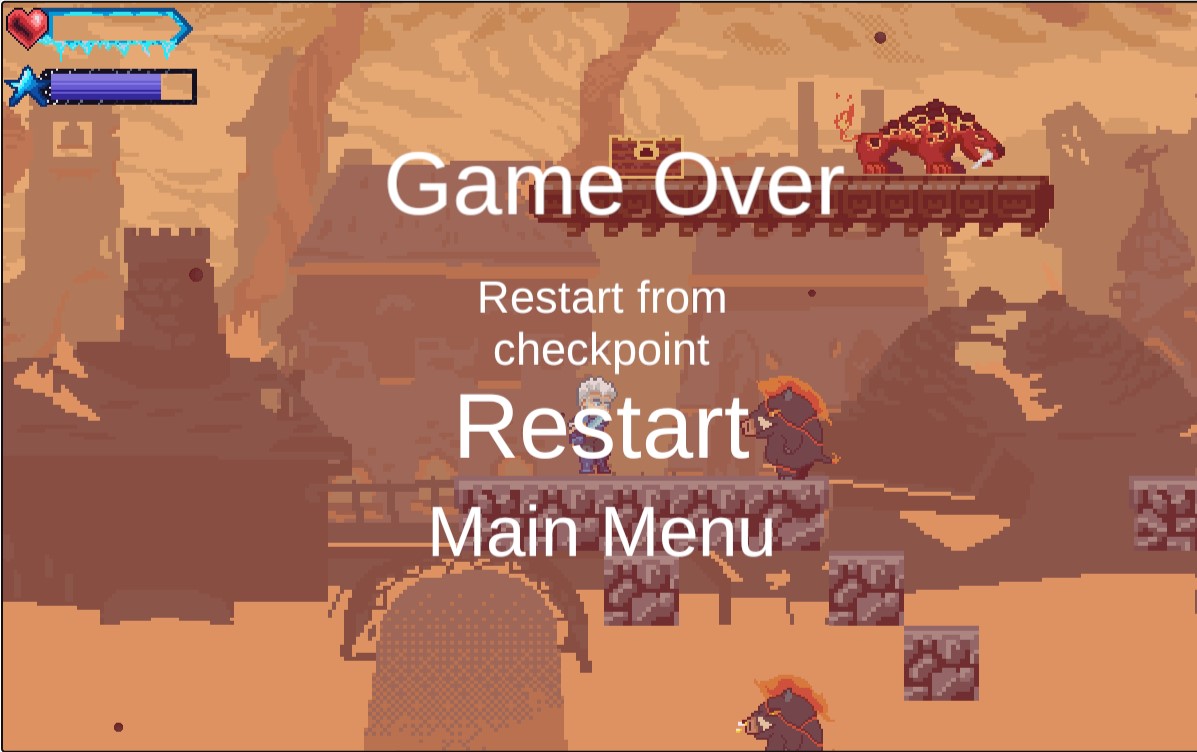 Game Over
Restart from
checkpoint
Restart
Main Menu